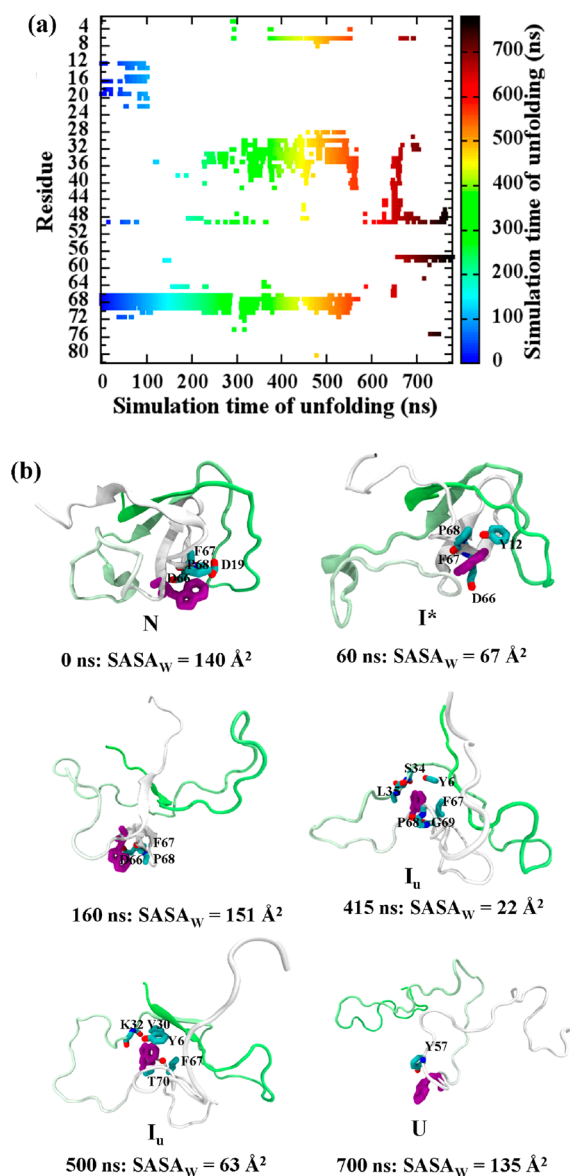 (a)
4
8
12
16
20
24
28
32
36
40
44
48
52
56
60
64
68
72
76
80
Residue
0 100 200 300 400 500 600 700
Simulation time of unfolding (ns)
700
600
500
400
300
200
100
0
Simulation time of unfolding (ns)
(b)
F67
P68 D19
D66
N
0 ns: SASAW = 140 Å2
P68
Y12
F67
D66
I*
60 ns: SASAW = 67 Å2
F67
D66 P68
160 ns: SASAW = 151 Å2
S34
Y6
L35
F67
P68 G69
Iu
415 ns: SASAW = 22 Å2
K32 V30
Y6
F67
T70
Iu
500 ns: SASAW = 63 Å2
Y57
U
700 ns: SASAW = 135 Å2